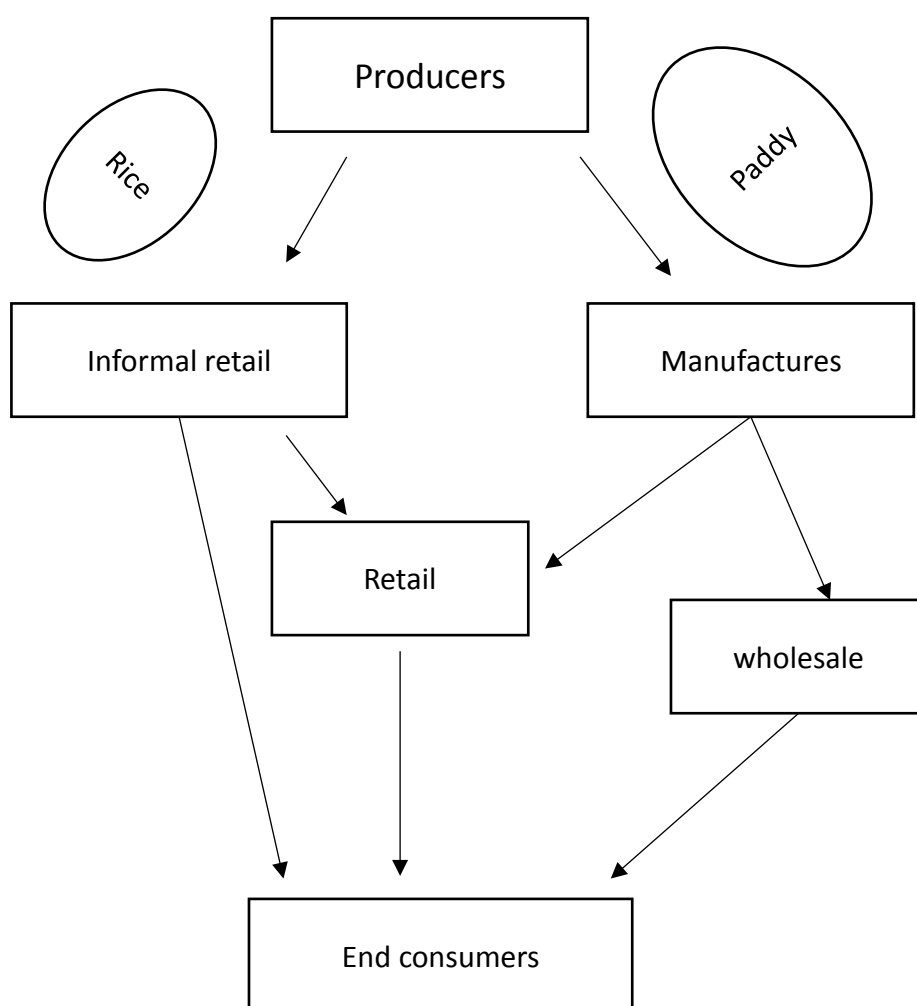 Producers
Rice
Paddy
Informal retail
Manufactures
Retail
wholesale
End consumers